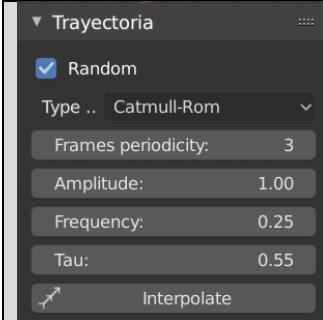 Trayectoria
Random
Type .. Catmull-Rom
Frames periodicity: 3
Amplitude: 1.00
Frequency: 0.25
Tau: 0.55
Interpolate